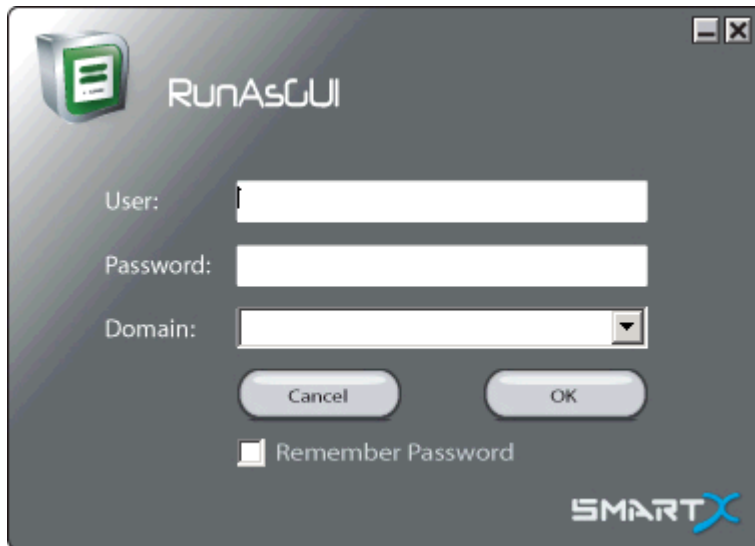 RunAsGUI
User:
Password:
Domain:
Cancel OK
Remember Password
SMARTX